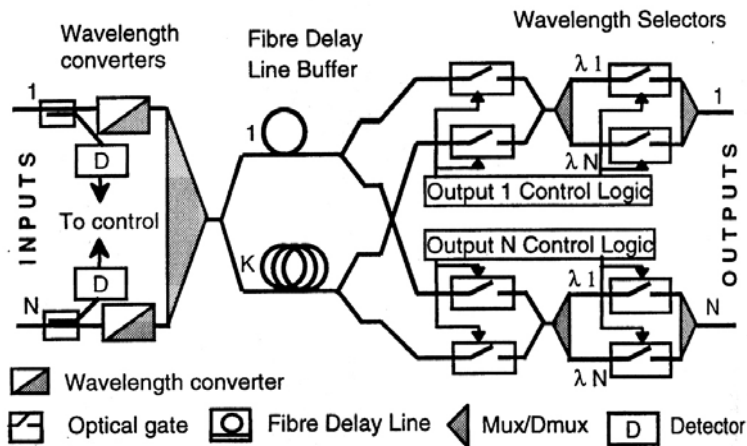 Wavelength converters
Fibre Delay Line Buffer
Wavelength Selectors
INPUTS
1
D
To control
D
N
1
K
Output 1 Control Logic
Output N Control Logic
λ 1
λ N
λ 1
λ N
1
N
OUTPUTS
Wavelength converter
Optical gate
Fibre Delay Line
Mux/Dmux
D
Detector